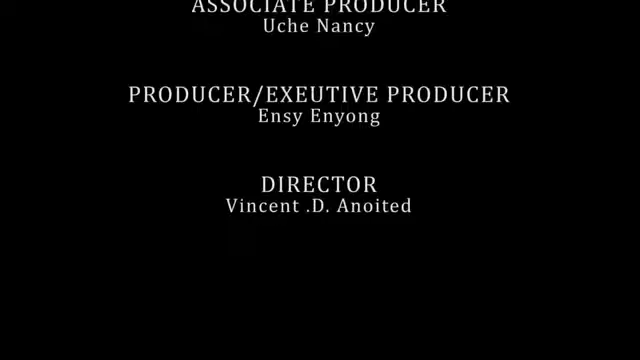 ASSOCIATE PRODUCER
Uche Nancy
PRODUCER/EXEUTIVE PRODUCER
Ensy Enyong
DIRECTOR
Vincent .D. Anoited